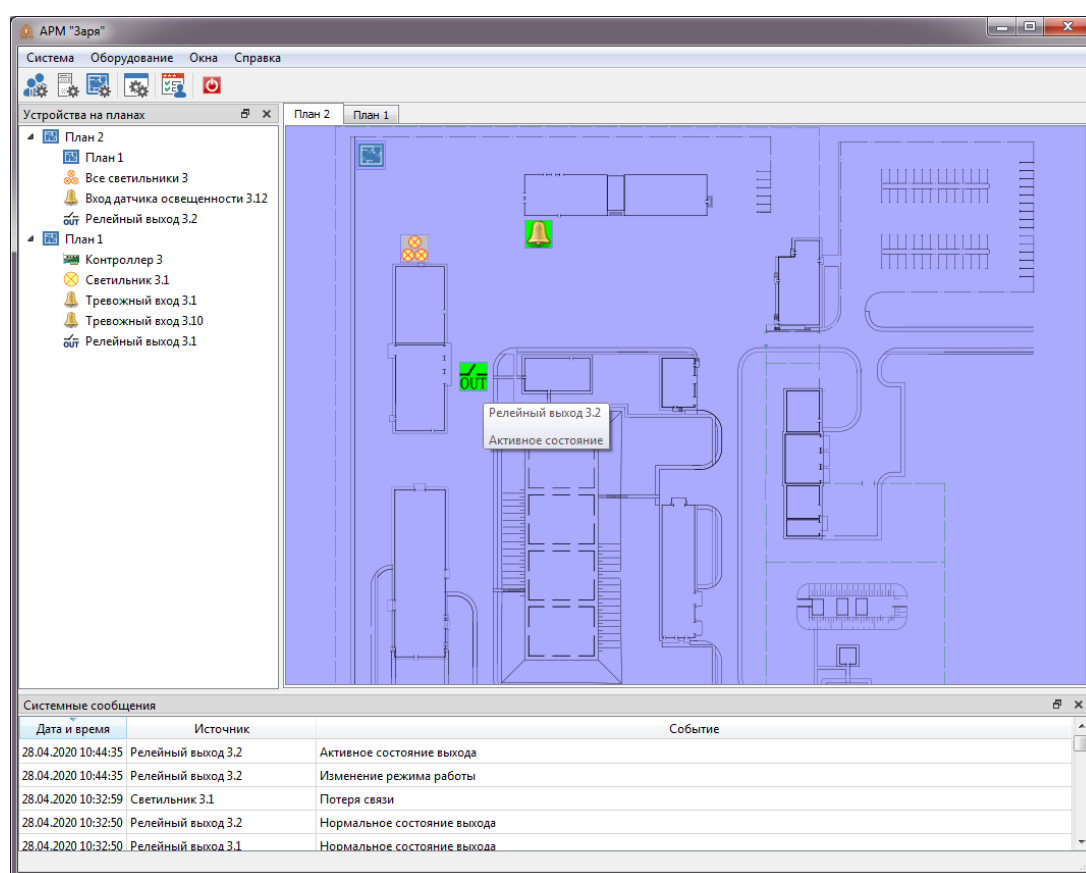 АРМ "Заря"
Система Оборудование Окна Справка
Устройства на планах
План 2 План 1
План 2
План 1
Все светильники 3
Вход датчика освещенности 3.12
OUT Релейный выход 3.2
План 1
Контроллер 3
Светильник 3.1
Тревожный вход 3.1
Тревожный вход 3.10
OUT Релейный выход 3.1
OUT
Релейный выход 3.2
Активное состояние
Системные сообщения
Дата и время Источник Событие
28.04.2020 10:44:35 Релейный выход 3.2 Активное состояние выхода
28.04.2020 10:44:35 Релейный выход 3.2 Изменение режима работы
28.04.2020 10:32:59 Светильник 3.1 Потеря связи
28.04.2020 10:32:50 Релейный выход 3.2 Нормальное состояние выхода
28.04.2020 10:32:50 Релейный выход 3.1 Нормальное состояние выхода